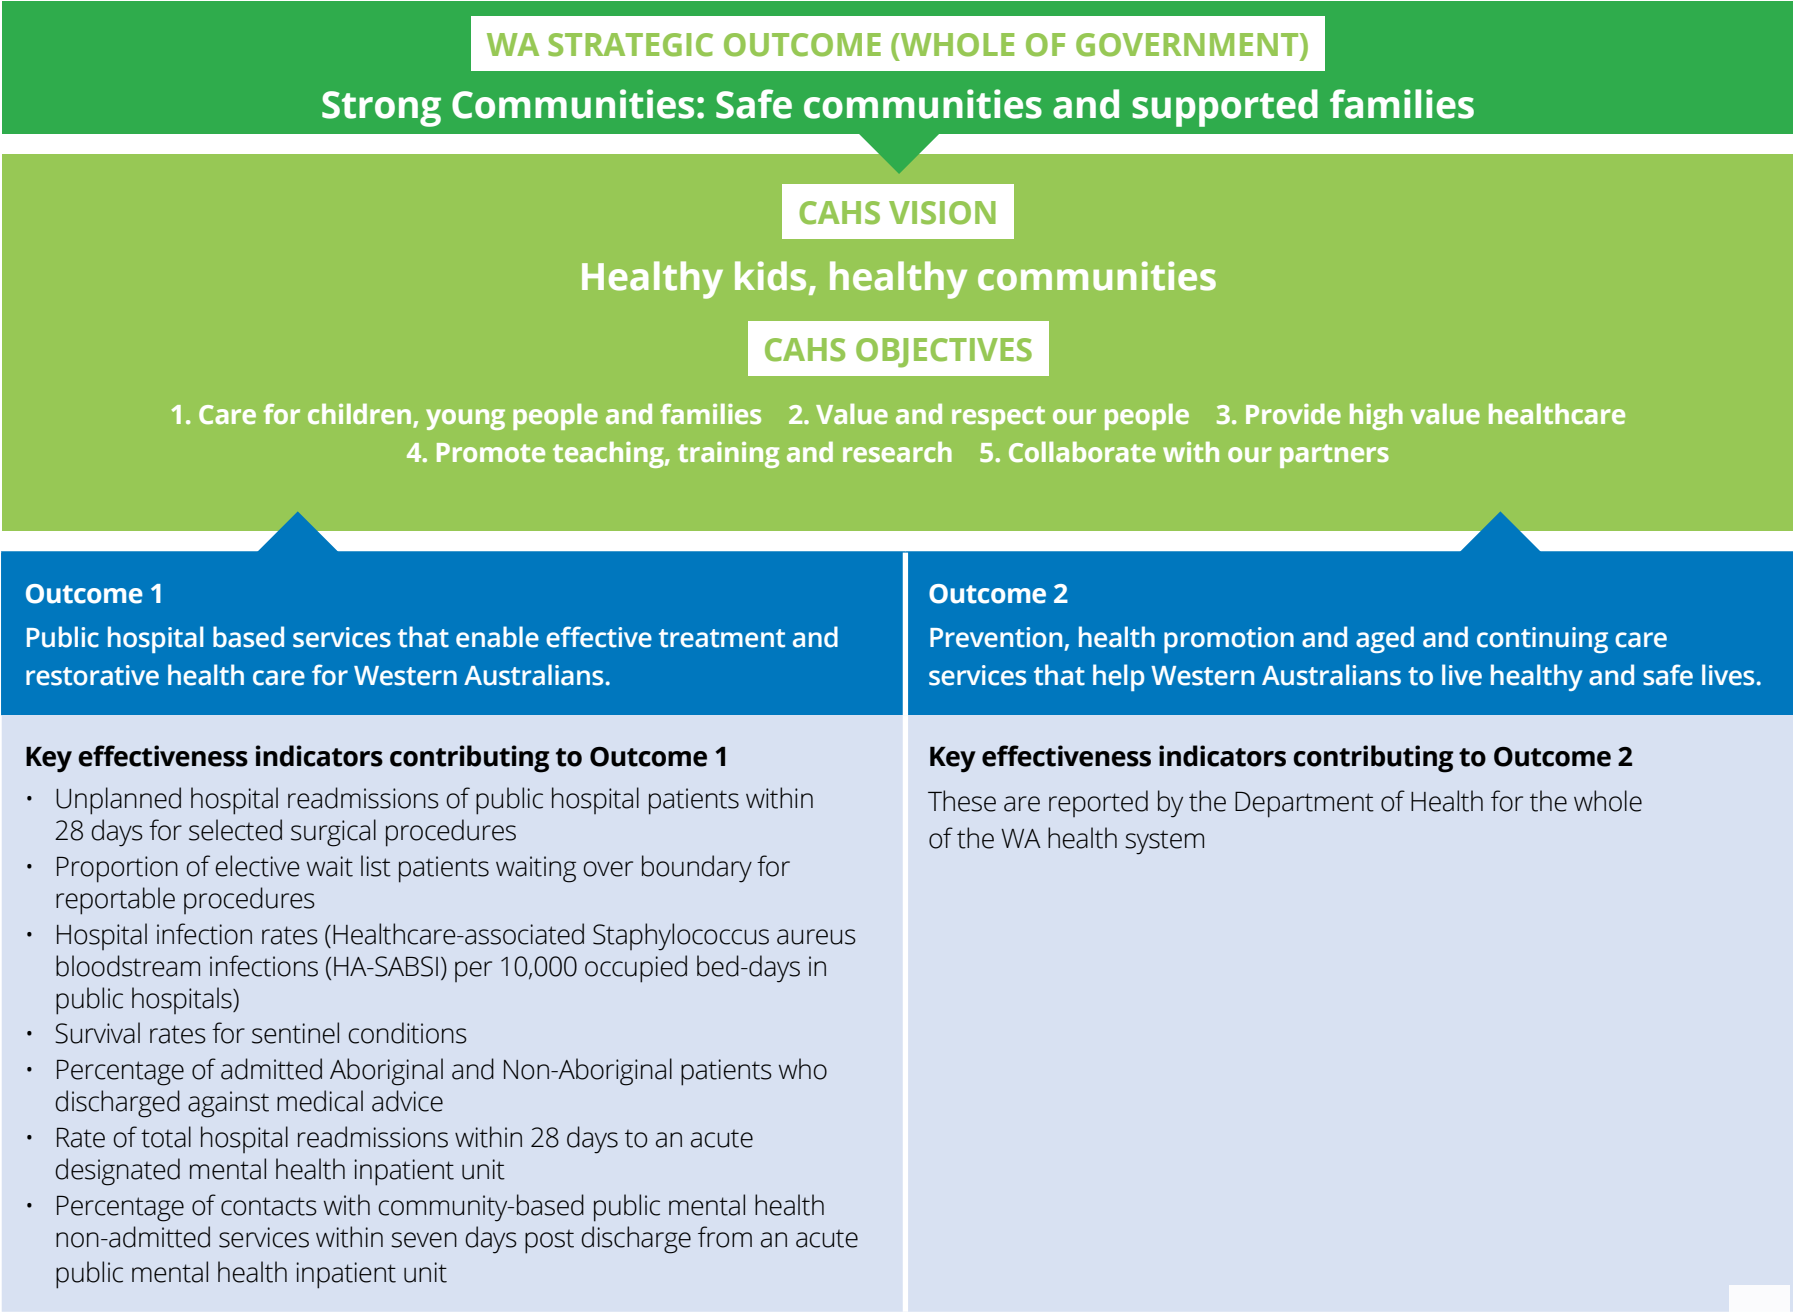 WA STRATEGIC OUTCOME (WHOLE OF GOVERNMENT)
Strong Communities: Safe communities and supported families
CAHS VISION
Healthy kids, healthy communities
CAHS OBJECTIVES
1. Care for children, young people and families 2. Value and respect our people 3. Provide high value healthcare
4. Promote teaching, training and research 5. Collaborate with our partners
Outcome 1
Public hospital based services that enable effective treatment and
restorative health care for Western Australians.
Key effectiveness indicators contributing to Outcome 1
• Unplanned hospital readmissions of public hospital patients within
28 days for selected surgical procedures
• Proportion of elective wait list patients waiting over boundary for
reportable procedures
• Hospital infection rates (Healthcare-associated Staphylococcus aureus
bloodstream infections (HA-SABSI) per 10,000 occupied bed-days in
public hospitals)
• Survival rates for sentinel conditions
• Percentage of admitted Aboriginal and Non-Aboriginal patients who
discharged against medical advice
• Rate of total hospital readmissions within 28 days to an acute
designated mental health inpatient unit
• Percentage of contacts with community-based public mental health
non-admitted services within seven days post discharge from an acute
public mental health inpatient unit
Outcome 2
Prevention, health promotion and aged and continuing care
services that help Western Australians to live healthy and safe lives.
Key effectiveness indicators contributing to Outcome 2
These are reported by the Department of Health for the whole
of the WA health system